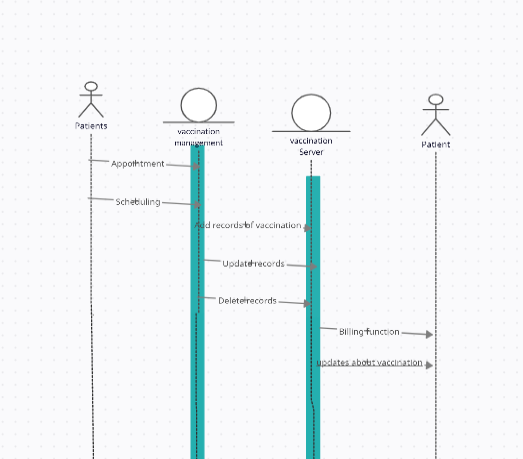 Patients
vaccination
management
vaccination
Server
Patient
Appointment
Scheduling
Add records of vaccination
Update records
Delete records
Billing function
updates about vaccination